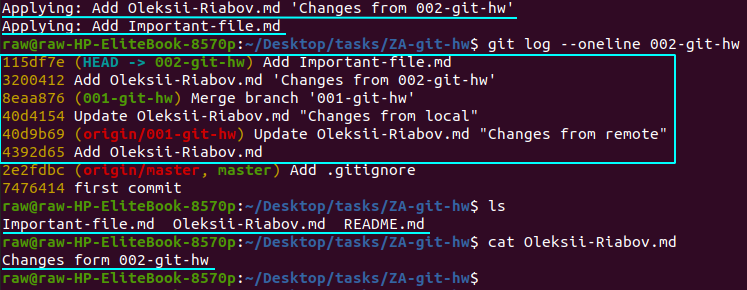 Applying: Add Oleksii-Riabov.md 'Changes from 002-git-hw'
Applying: Add Important-file.md
raw@raw-HP-EliteBook-8570p:~/Desktop/tasks/ZA-git-hw$ git log --oneline 002-git-hw
115df7e (HEAD -> 002-git-hw) Add Important-file.md
3200412 Add Oleksii-Riabov.md 'Changes from 002-git-hw'
8eaa876 (001-git-hw) Merge branch '001-git-hw'
40d4154 Update Oleksii-Riabov.md "Changes from local"
40d9b69 (origin/001-git-hw) Update Oleksii-Riabov.md "Changes from remote"
4392d65 Add Oleksii-Riabov.md
2e2fdbc (origin/master, master) Add .gitignore
7476414 first commit
raw@raw-HP-EliteBook-8570p:~/Desktop/tasks/ZA-git-hw$ ls
Important-file.md  Oleksii-Riabov.md  README.md
raw@raw-HP-EliteBook-8570p:~/Desktop/tasks/ZA-git-hw$ cat Oleksii-Riabov.md
Changes form 002-git-hw
raw@raw-HP-EliteBook-8570p:~/Desktop/tasks/ZA-git-hw$